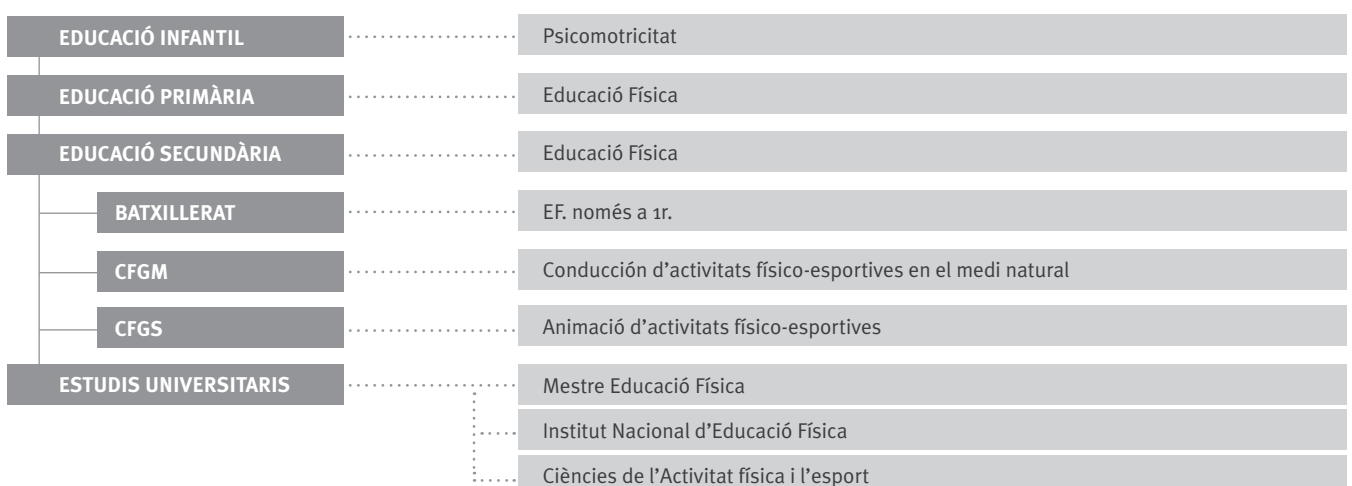 EDUCACIÓ INFANTIL Psicomotricitat
EDUCACIÓ PRIMÀRIA Educació Física
EDUCACIÓ SECUNDÀRIA Educació Física
BATXILLERAT EF. només a 1r.
CFGM Conducción d’activitats físico-esportives en el medi natural
CFGS Animació d’activitats físico-esportives
ESTUDIS UNIVERSITARIS Mestre Educació Física
Institut Nacional d’Educació Física
Ciències de l’Activitat física i l’esport